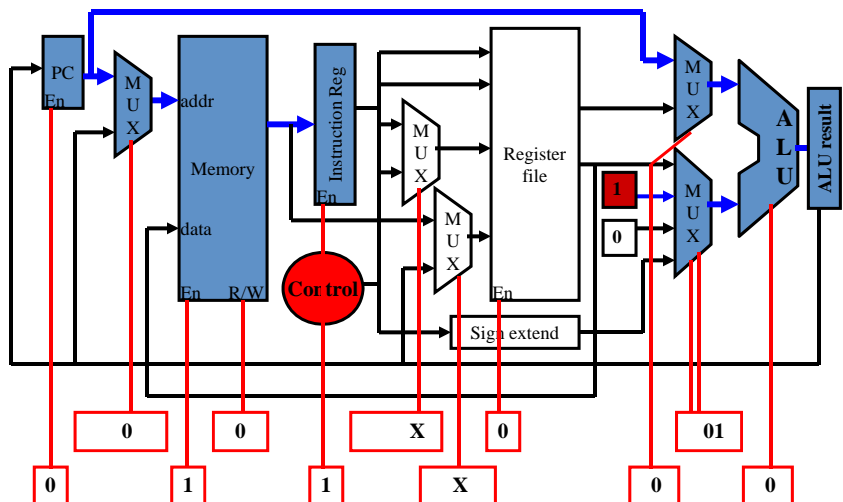 PC
En
M
U
X
addr
Memory
data
En
R/W
Instruction Reg
En
Control
M
U
X
M
U
X
Register
file
En
Sign extend
1
0
M
U
X
M
U
X
A
L
U
ALU result
0
0
X
0
01
0
1
1
X
0
0